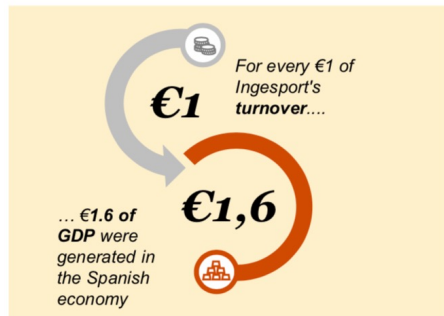 For every €1 of
Ingesport's
turnover....
€1
€1,6
... €1.6 of
GDP were
generated in
the Spanish
economy